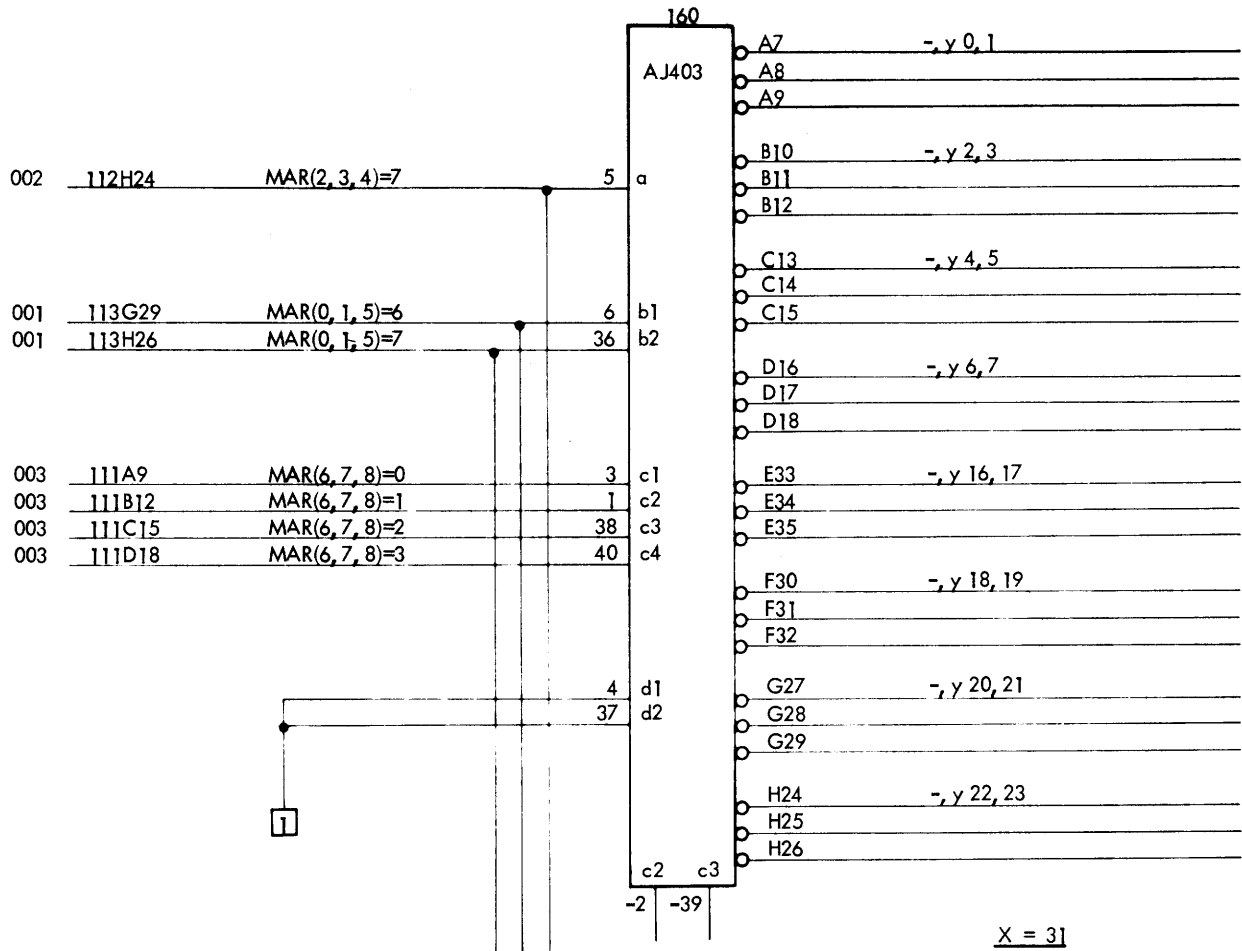 160
AJ403
A7 -, y 0, 1
A8
A9
B10 -, y 2, 3
B11
B12
002 112H24 MAR(2, 3, 4)=7 5 a
C13 -, y 4, 5
C14
C15
001 113G29 MAR(0, 1, 5)=6 6 b1
001 113H26 MAR(0, 1, 5)=7 36 b2
D16 -, y 6, 7
D17
D18
003 111A9 MAR(6, 7, 8)=0 3 c1
003 111B12 MAR(6, 7, 8)=1 1 c2
003 111C15 MAR(6, 7, 8)=2 38 c3
003 111D18 MAR(6, 7, 8)=3 40 c4
E33 -, y 16, 17
E34
E35
F30 -, y 18, 19
F31
F32
4 d1
37 d2
G27 -, y 20, 21
G28
G29
1
H24 -, y 22, 23
H25
H26
c2 c3
-2 -39
X = 31